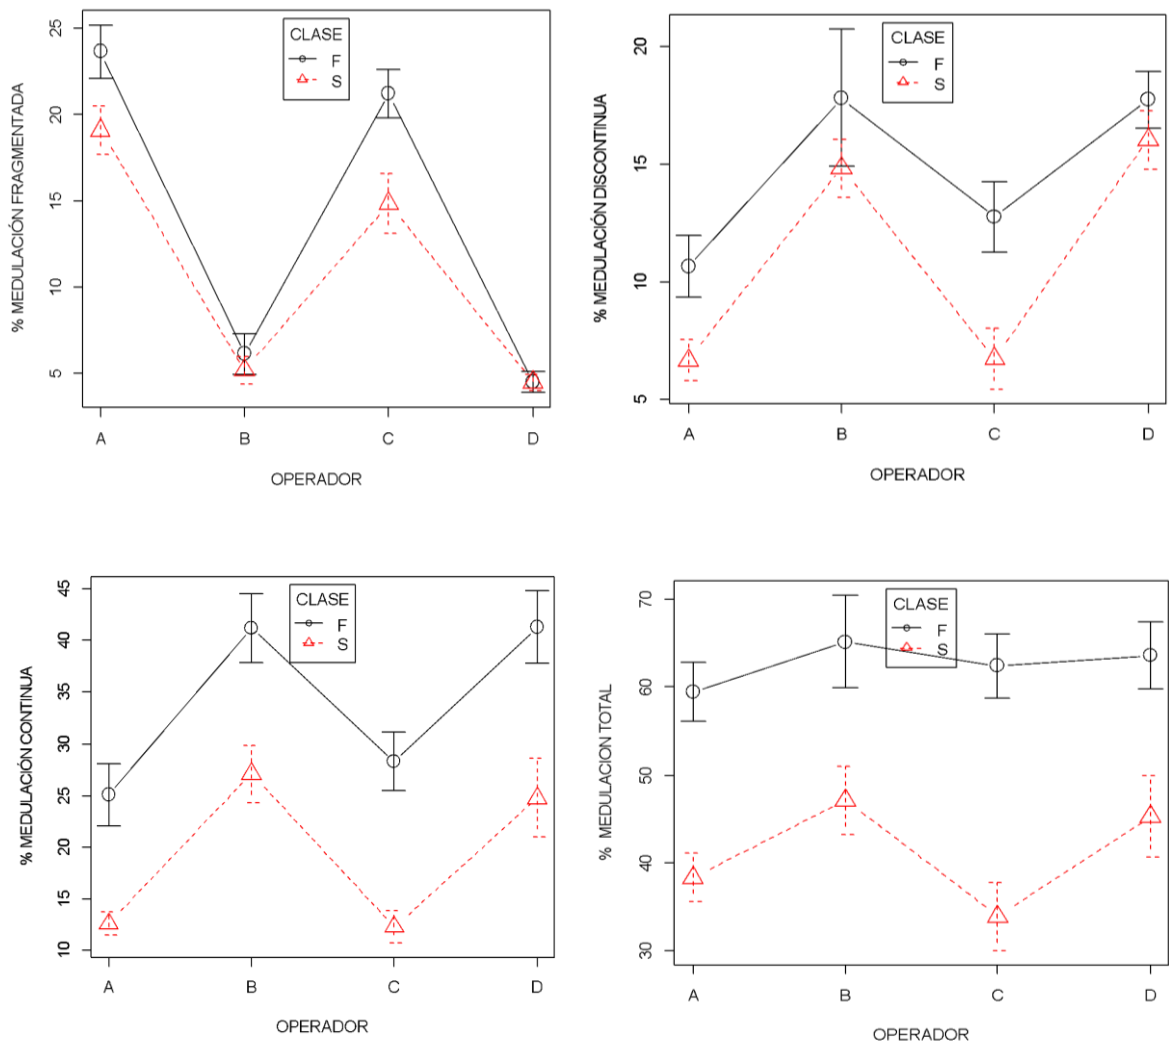 % MEDULACIÓN FRAGMENTADA
25
20
15
10
5
CLASE
F
S
A B C D
OPERADOR
% MEDULACIÓN DISCONTINUA
20
15
10
5
CLASE
F
S
A B C D
OPERADOR
% MEDULACIÓN CONTINUA
45
40
35
30
25
20
15
10
CLASE
F
S
A B C D
OPERADOR
% MEDULACION TOTAL
70
60
50
40
30
CLASE
F
S
A B C D
OPERADOR